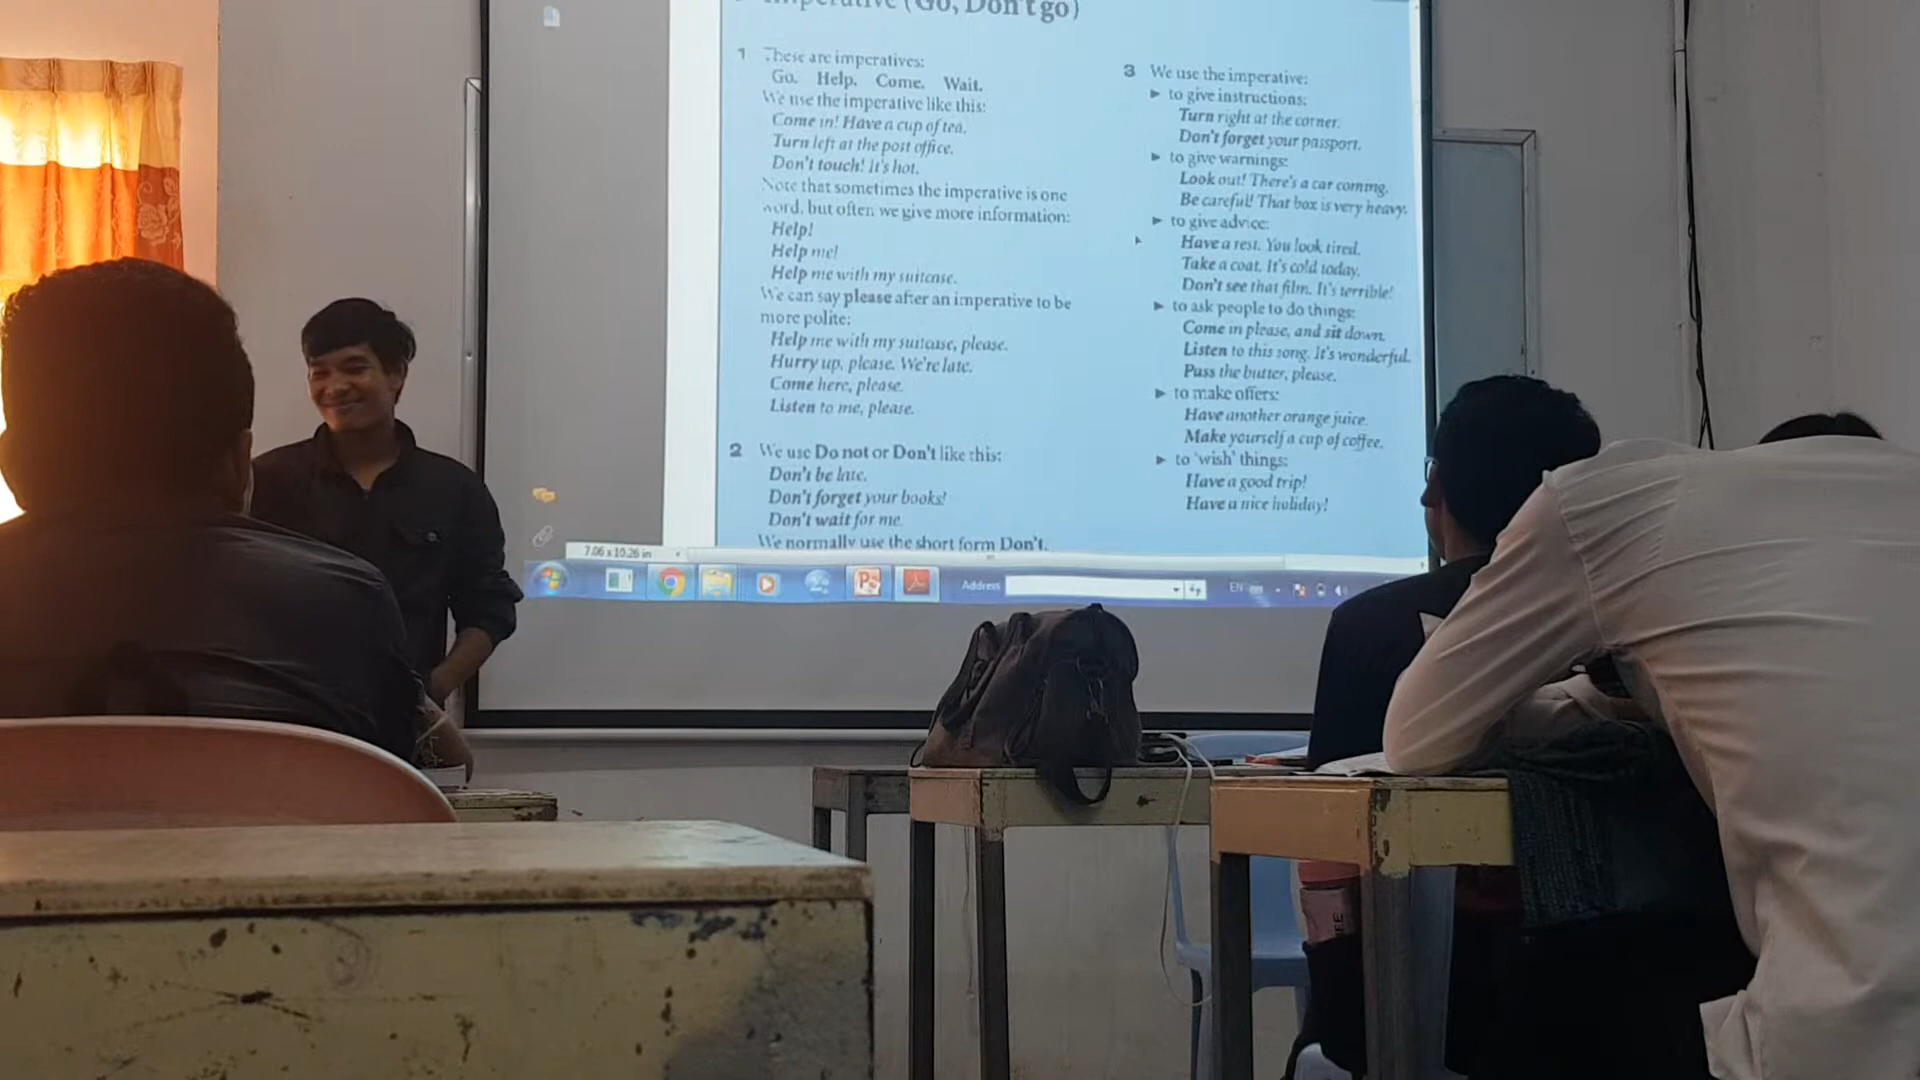 Imperative (Go, Don't go)
1 These are imperatives:
Go. Help. Come. Wait.
We use the imperative like this:
Come in! Have a cup of tea.
Turn left at the post office.
Don't touch! It's hot.
Note that sometimes the imperative is one
word, but often we give more information:
Help!
Help me!
Help me with my suitcase.
We can say please after an imperative to be
more polite:
Help me with my suitcase, please.
Hurry up, please. We're late.
Come here, please.
Listen to me, please.
2 We use Do not or Don't like this:
Don't be late.
Don't forget your books!
Don't wait for me.
We normally use the short form Don't.
3 We use the imperative:
► to give instructions:
Turn right at the corner.
Don't forget your passport.
► to give warnings:
Look out! There's a car coming.
Be careful! That box is very heavy.
► to give advice:
Have a rest. You look tired.
Take a coat. It's cold today.
Don't see that film. It's terrible!
► to ask people to do things:
Come in please, and sit down.
Listen to this song. It's wonderful.
Pass the butter, please.
► to make offers:
Have another orange juice.
Make yourself a cup of coffee.
► to 'wish' things:
Have a good trip!
Have a nice holiday!
7.06 x 10.26 in
Address
EN